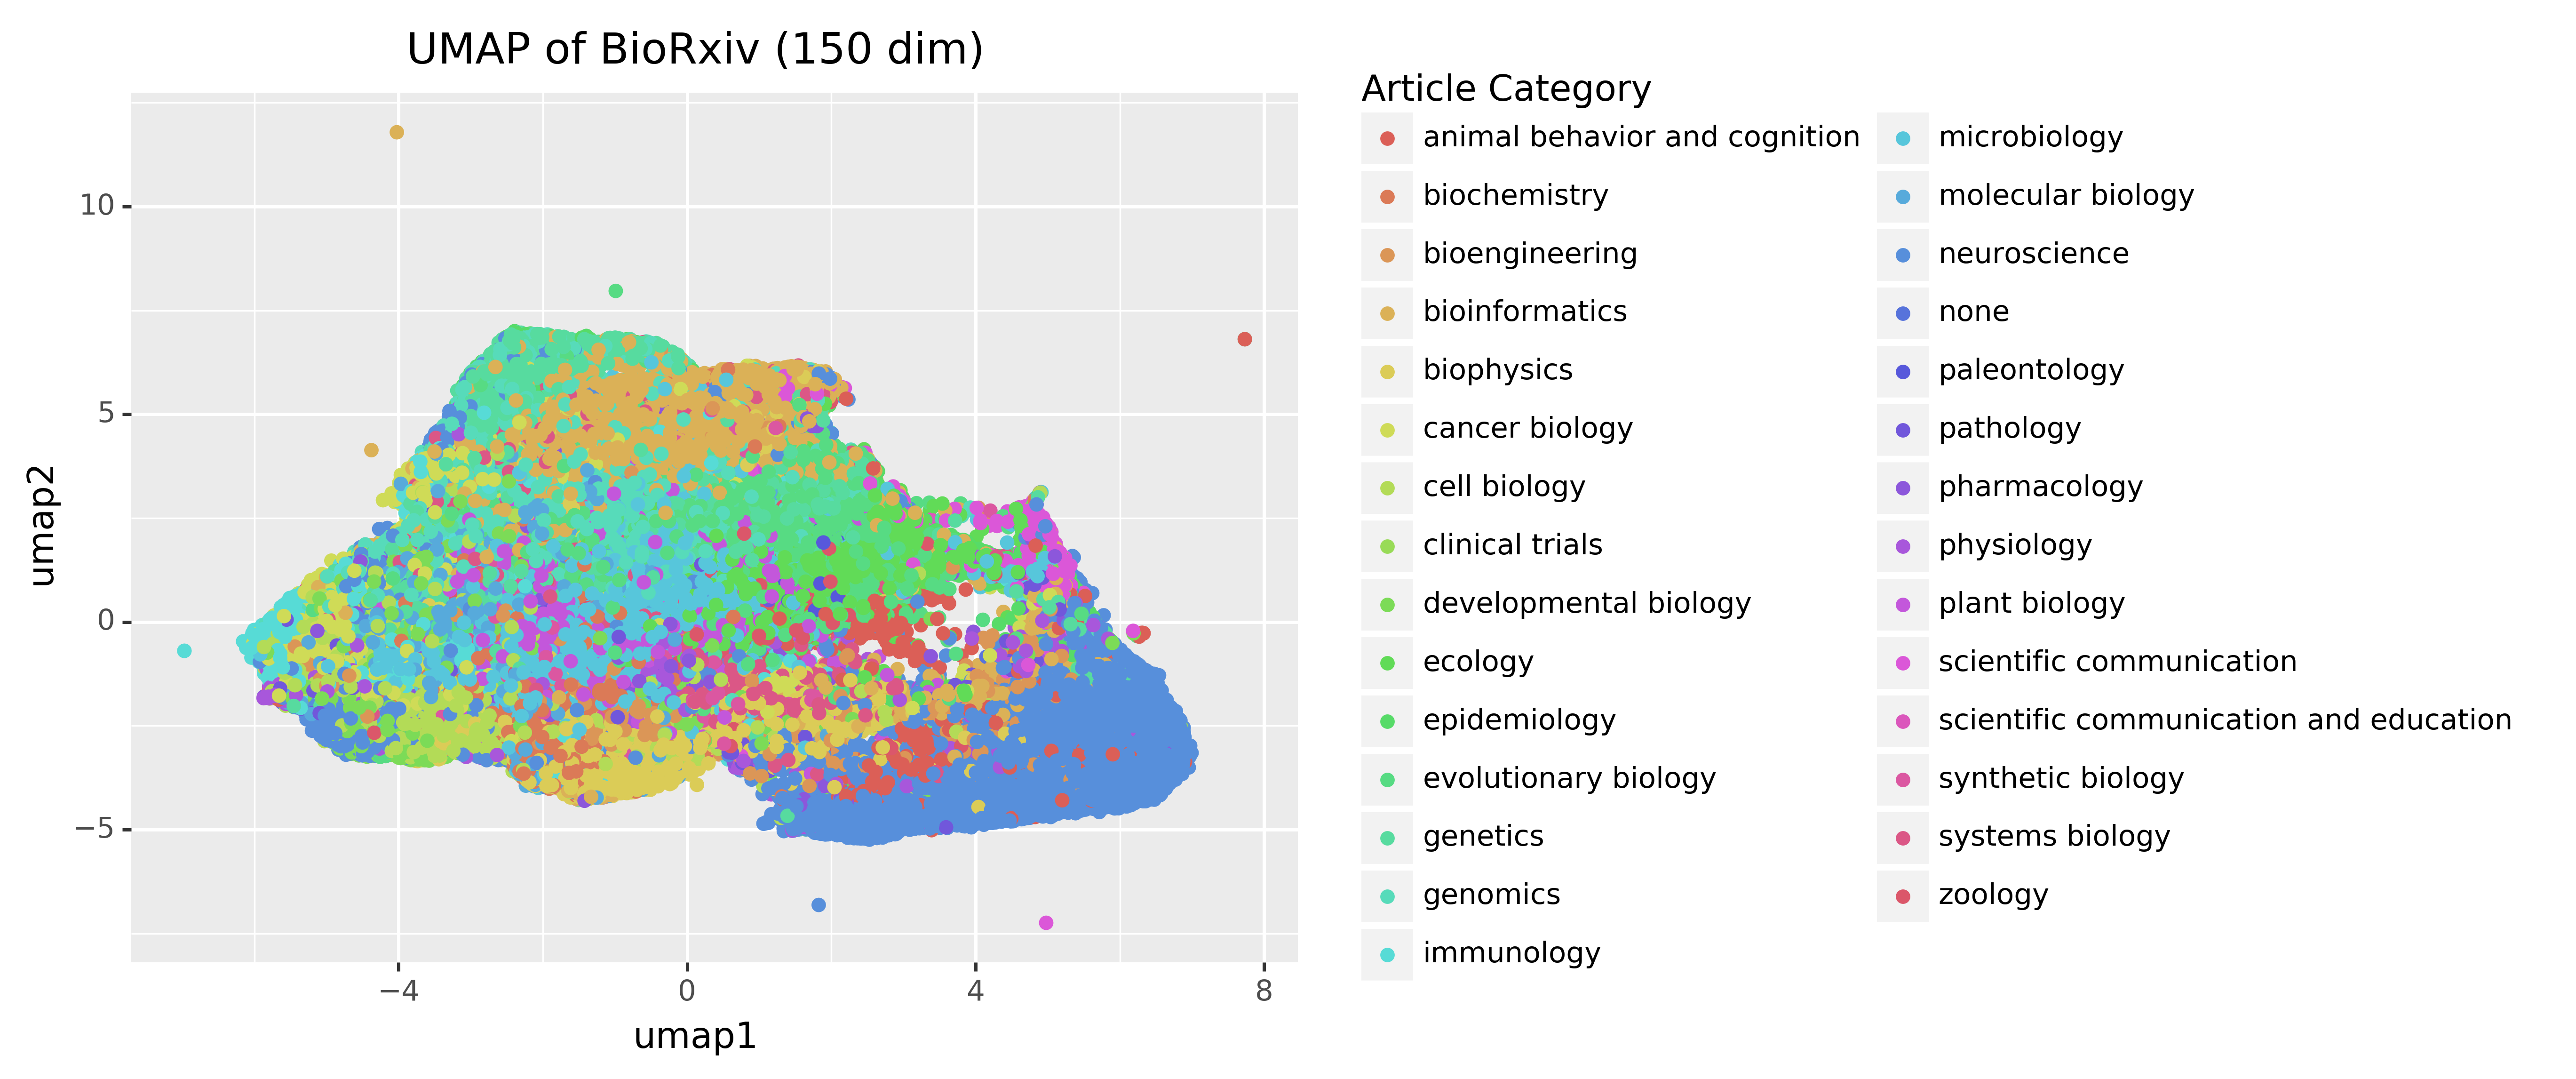 UMAP of BioRxiv (150 dim)
umap2
10
5
0
−5
−4
0
4
8
umap1
Article Category
animal behavior and cognition
biochemistry
bioengineering
bioinformatics
biophysics
cancer biology
cell biology
clinical trials
developmental biology
ecology
epidemiology
evolutionary biology
genetics
genomics
immunology
microbiology
molecular biology
neuroscience
none
paleontology
pathology
pharmacology
physiology
plant biology
scientific communication
scientific communication and education
synthetic biology
systems biology
zoology